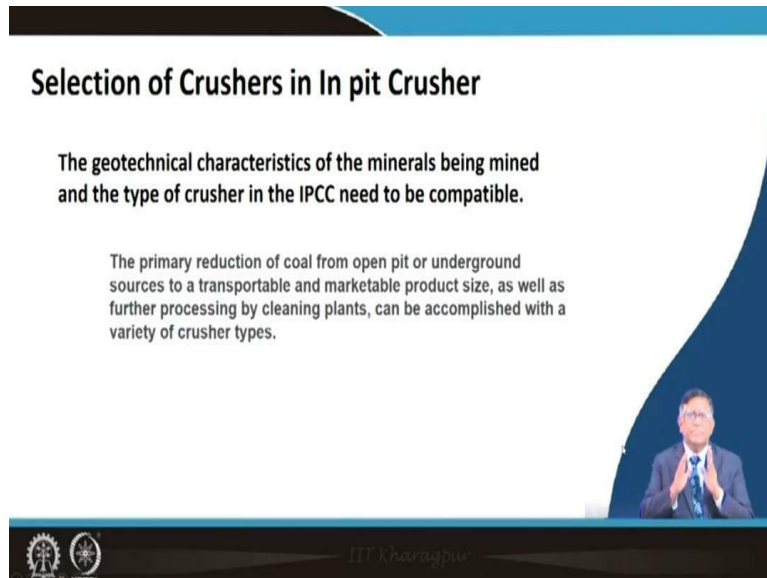 Selection of Crushers in In pit Crusher
The geotechnical characteristics of the minerals being mined
and the type of crusher in the IPCC need to be compatible.
The primary reduction of coal from open pit or underground
sources to a transportable and marketable product size, as well as
further processing by cleaning plants, can be accomplished with a
variety of crusher types.
IIT Kharagpur